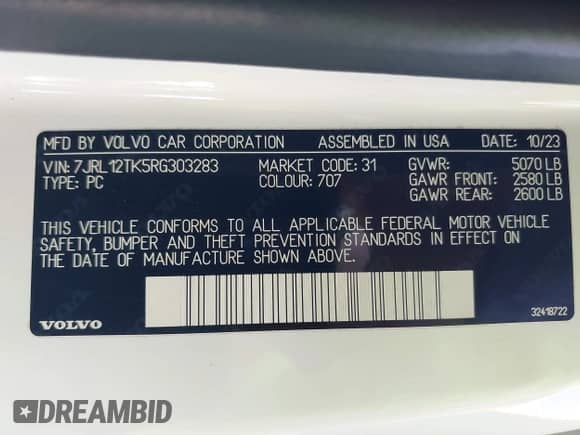 MFD BY VOLVO CAR CORPORATION ASSEMBLED IN USA DATE: 10/23
VIN: 7JRL12TK5RG303283 MARKET CODE: 31 GVWR: 5070 LB
TYPE: PC COLOUR: 707 GAWR FRONT: 2580 LB
GAWR REAR: 2600 LB
THIS VEHICLE CONFORMS TO ALL APPLICABLE FEDERAL MOTOR VEHICLE
SAFETY, BUMPER AND THEFT PREVENTION STANDARDS IN EFFECT ON
THE DATE OF MANUFACTURE SHOWN ABOVE.
VOLVO
32418722
DREAMBID